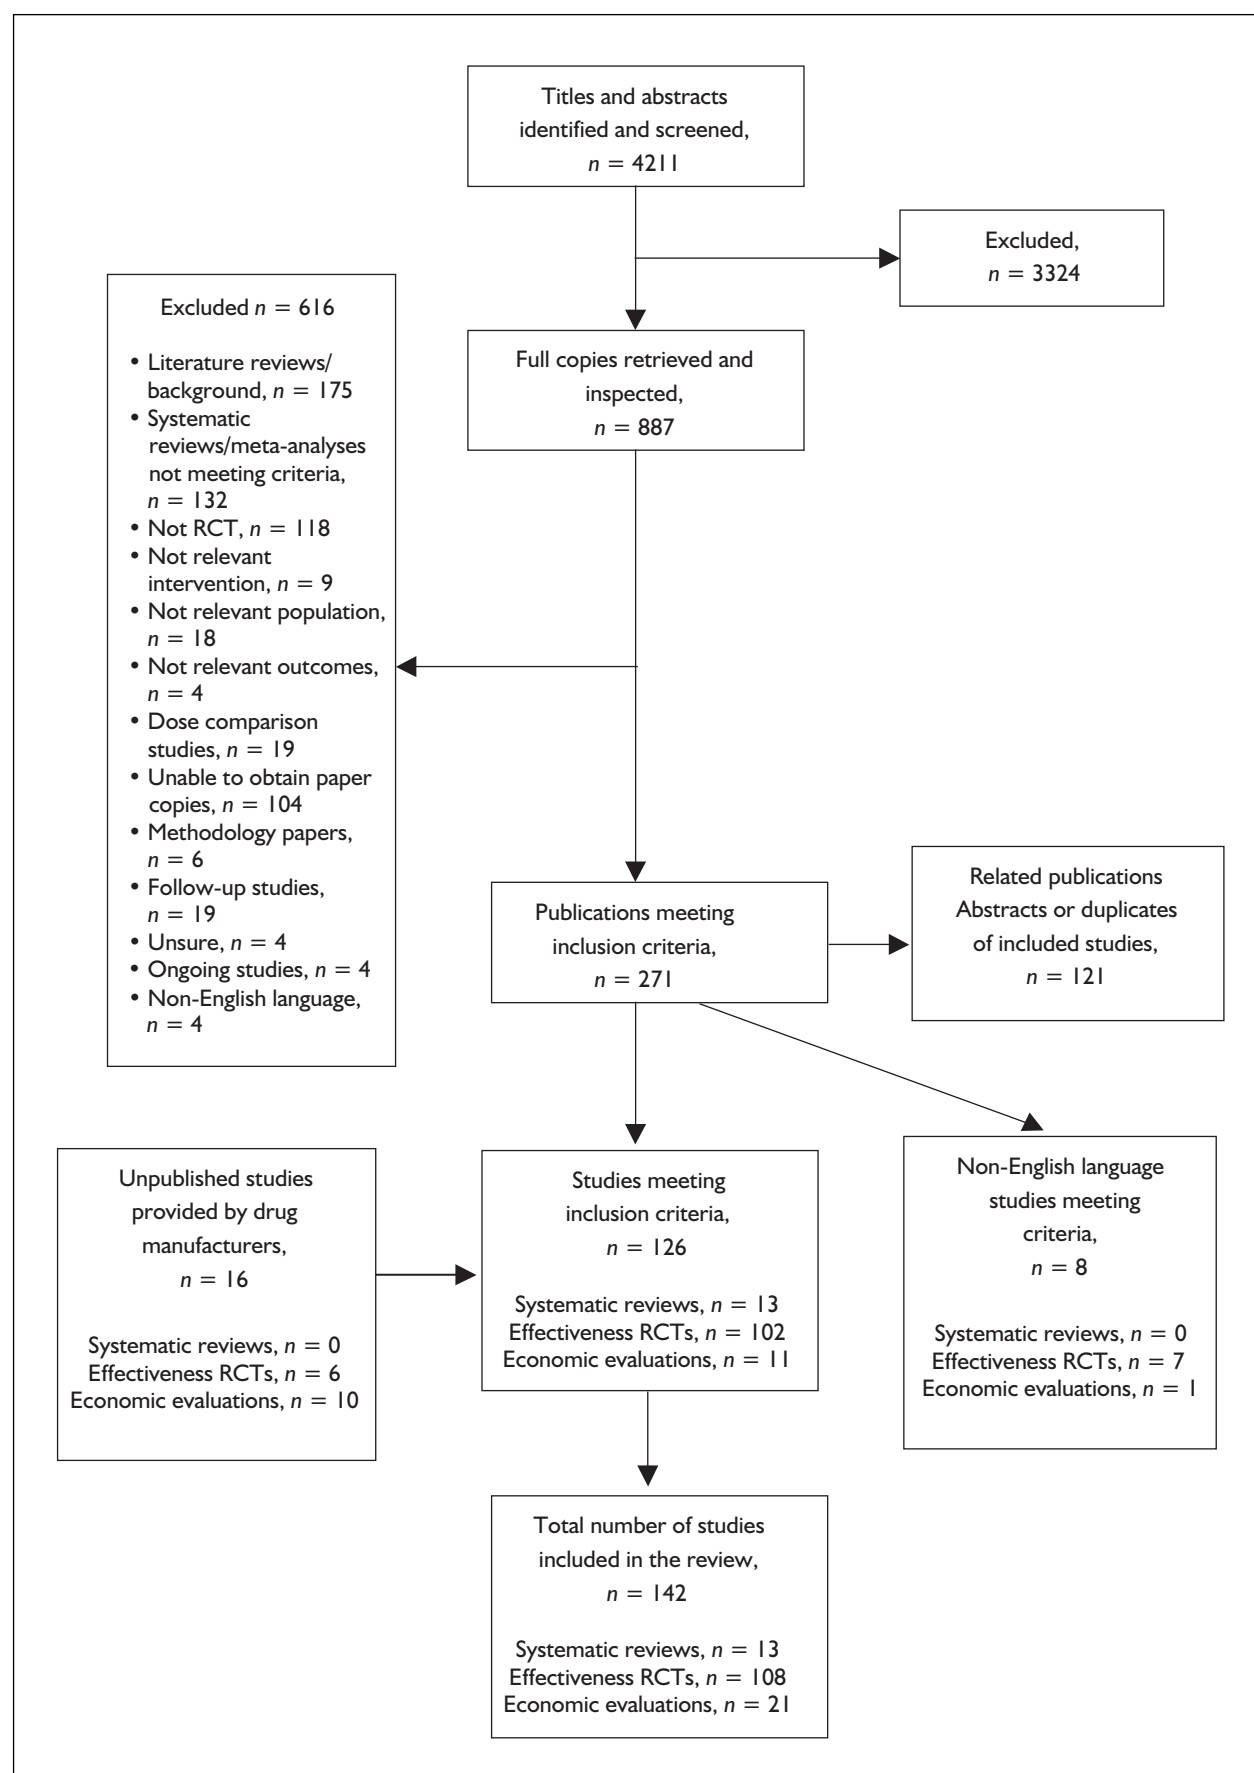 Titles and abstracts
identified and screened,
n = 4211
Excluded,
n = 3324
Excluded n = 616
• Literature reviews/
background, n = 175
• Systematic
reviews/meta-analyses
not meeting criteria,
n = 132
• Not RCT, n = 118
• Not relevant
intervention, n = 9
• Not relevant population,
n = 18
• Not relevant outcomes,
n = 4
• Dose comparison
studies, n = 19
• Unable to obtain paper
copies, n = 104
• Methodology papers,
n = 6
• Follow-up studies,
n = 19
• Unsure, n = 4
• Ongoing studies, n = 4
• Non-English language,
n = 4
Full copies retrieved and
inspected,
n = 887
Publications meeting
inclusion criteria,
n = 271
Related publications
Abstracts or duplicates
of included studies,
n = 121
Unpublished studies
provided by drug
manufacturers,
n = 16
Systematic reviews, n = 0
Effectiveness RCTs, n = 6
Economic evaluations, n = 10
Studies meeting
inclusion criteria,
n = 126
Systematic reviews, n = 13
Effectiveness RCTs, n = 102
Economic evaluations, n = 11
Non-English language
studies meeting
criteria,
n = 8
Systematic reviews, n = 0
Effectiveness RCTs, n = 7
Economic evaluations, n = 1
Total number of studies
included in the review,
n = 142
Systematic reviews, n = 13
Effectiveness RCTs, n = 108
Economic evaluations, n = 21